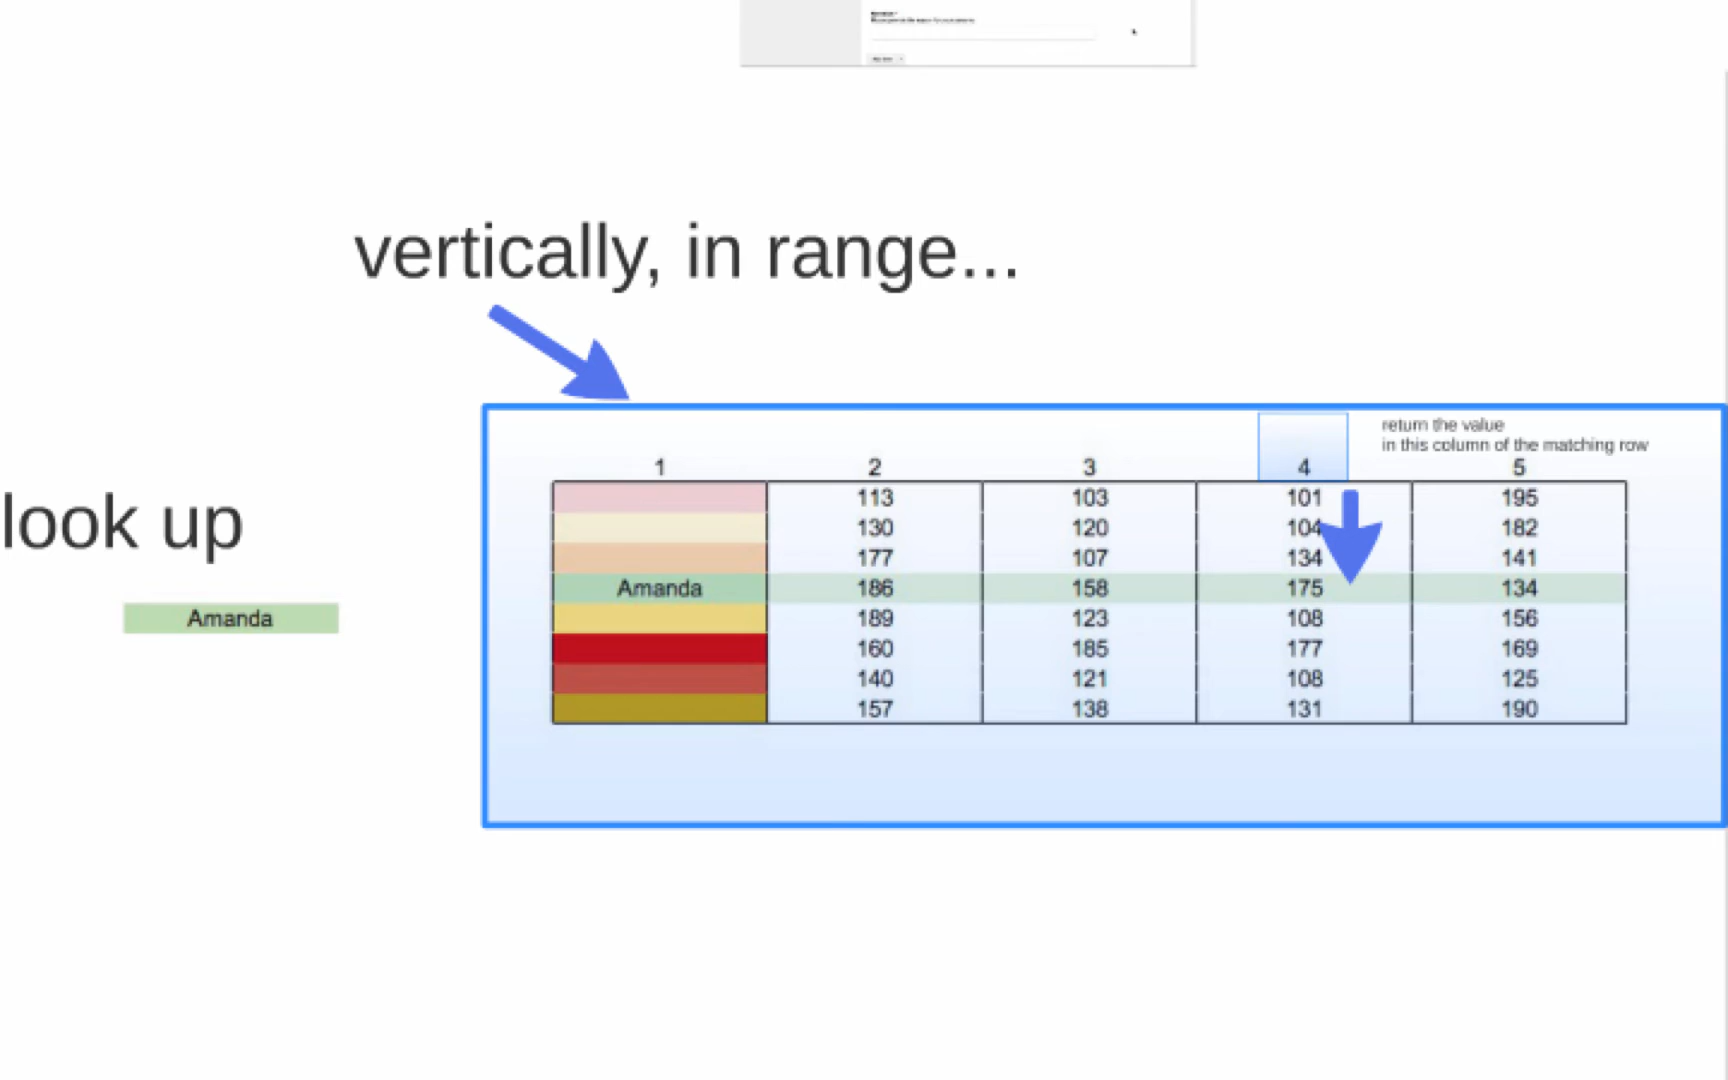 vertically, in range...
return the value
in this column of the matching row
1 2 3 4 5
look up
113 103 101 195
130 120 104 182
177 107 134 141
Amanda 186 158 175 134
Amanda
189 123 108 156
160 185 177 169
140 121 108 125
157 138 131 190